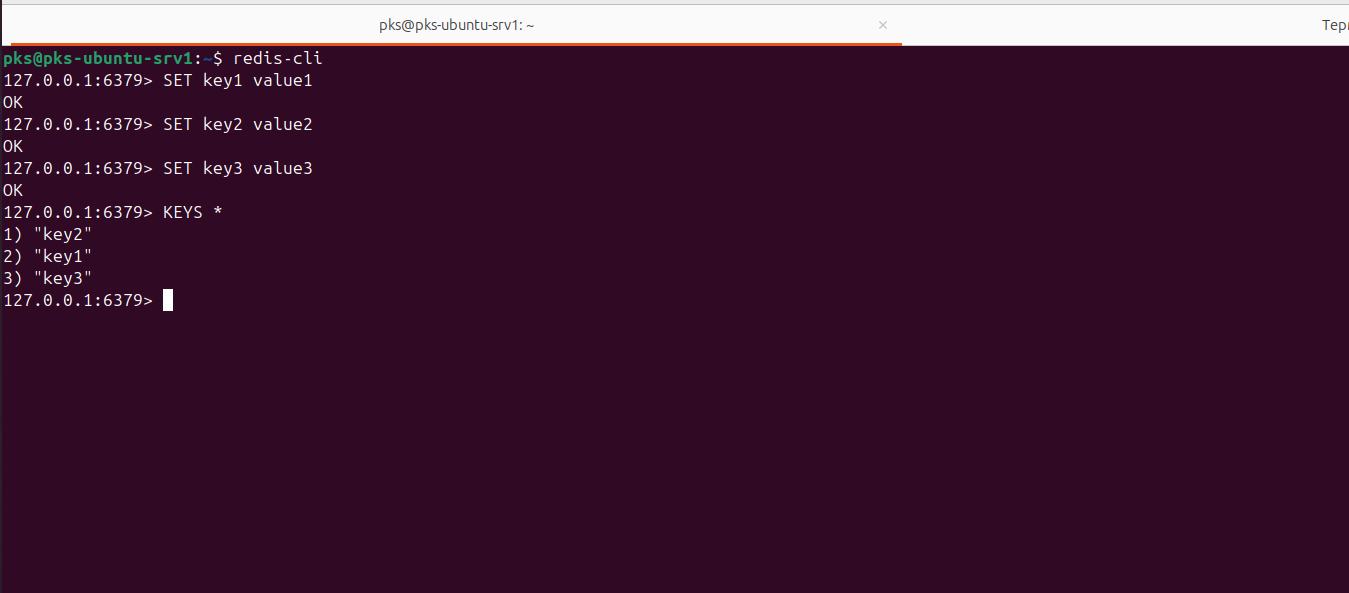 pks@pks-ubuntu-srv1: ~ × Тер
pks@pks-ubuntu-srv1:~$ redis-cli
127.0.0.1:6379> SET key1 value1
OK
127.0.0.1:6379> SET key2 value2
OK
127.0.0.1:6379> SET key3 value3
OK
127.0.0.1:6379> KEYS *
1) "key2"
2) "key1"
3) "key3"
127.0.0.1:6379>